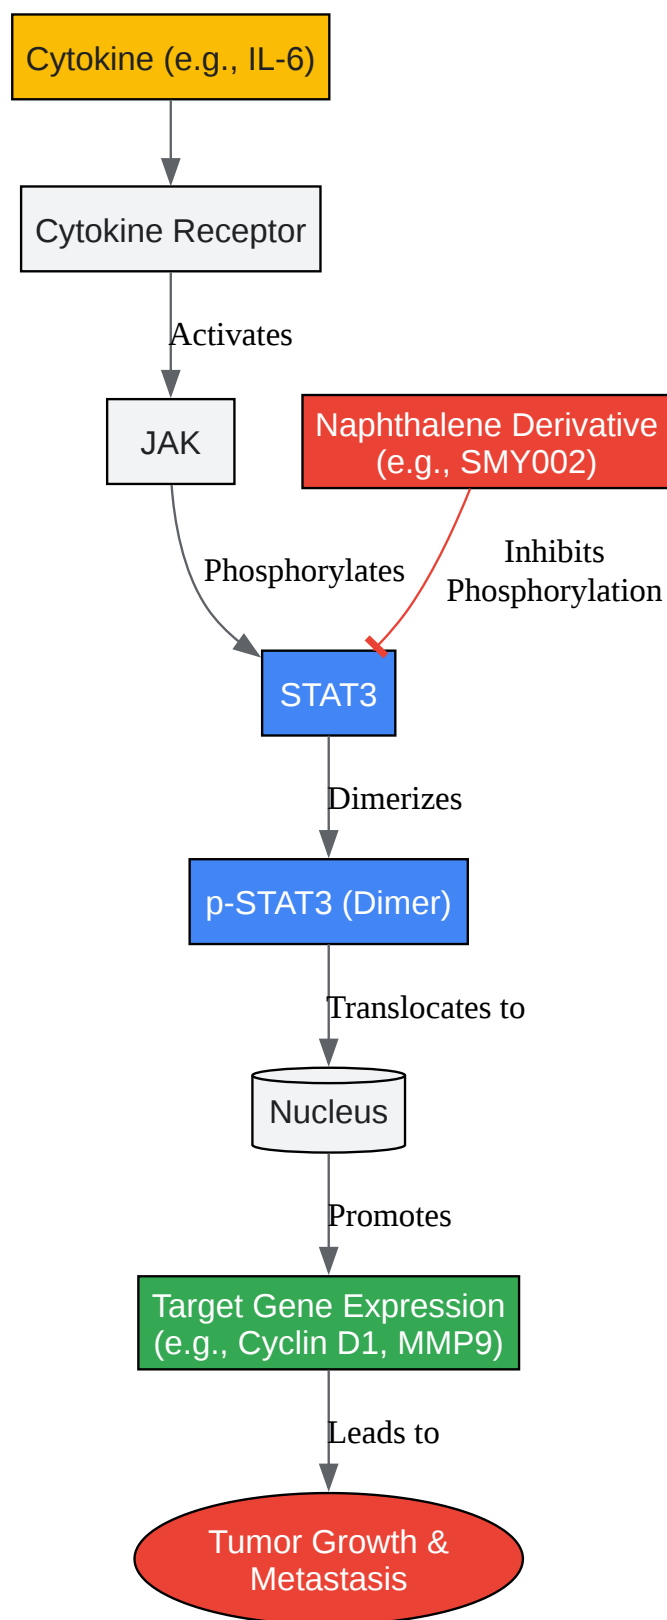 Cytokine (e.g., IL-6)
Cytokine Receptor
Activates
JAK
Naphthalene Derivative
(e.g., SMY002)
Phosphorylates
Inhibits
Phosphorylation
STAT3
Dimerizes
p-STAT3 (Dimer)
Translocates to
Nucleus
Promotes
Target Gene Expression
(e.g., Cyclin D1, MMP9)
Leads to
Tumor Growth &
Metastasis